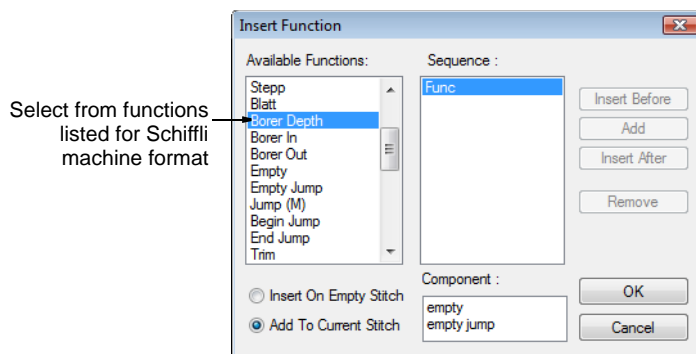 Insert Function
Available Functions:
Sequence :
Select from functions
listed for Schiffli
machine format
Stepp
Blatt
Borer Depth
Borer In
Borer Out
Empty
Empty Jump
Jump (M)
Begin Jump
End Jump
Trim
Func
Insert Before
Add
Insert After
Remove
Insert On Empty Stitch
Add To Current Stitch
Component :
empty
empty jump
OK
Cancel